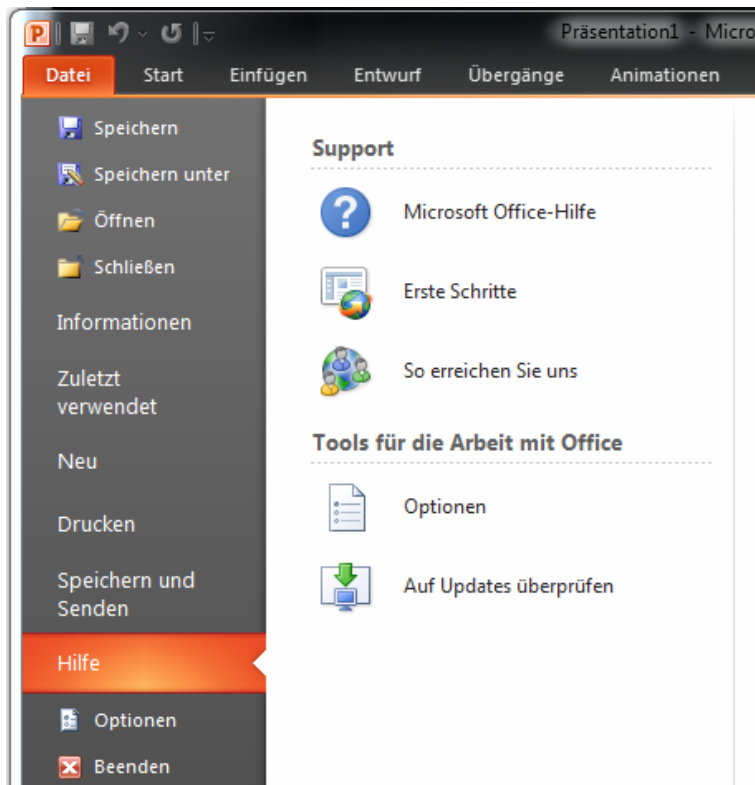 Präsentation1 - Micro
Datei Start Einfügen Entwurf Übergänge Animationen
Speichern
Speichern unter
Öffnen
Schließen
Informationen
Zuletzt
verwendet
Neu
Drucken
Speichern und
Senden
Hilfe
Optionen
Beenden
Support
Microsoft Office-Hilfe
Erste Schritte
So erreichen Sie uns
Tools für die Arbeit mit Office
Optionen
Auf Updates überprüfen